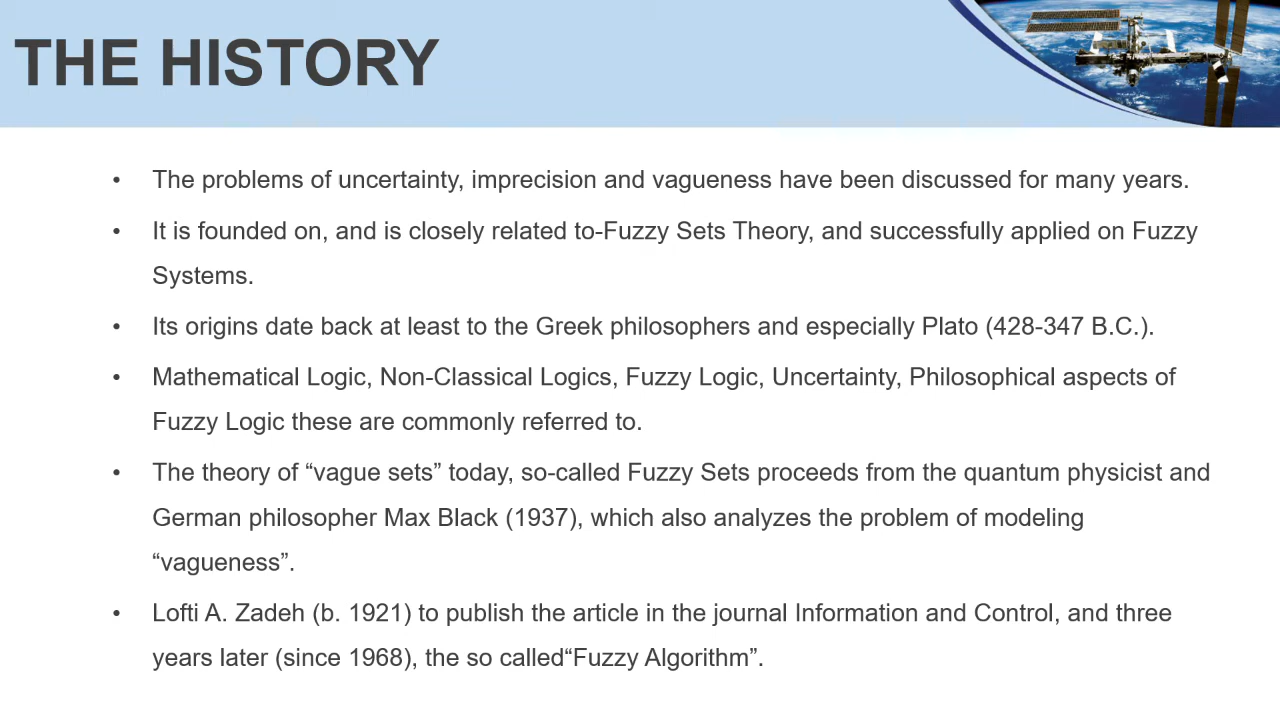 THE HISTORY
• The problems of uncertainty, imprecision and vagueness have been discussed for many years.
• It is founded on, and is closely related to-Fuzzy Sets Theory, and successfully applied on Fuzzy
Systems.
• Its origins date back at least to the Greek philosophers and especially Plato (428-347 B.C.).
• Mathematical Logic, Non-Classical Logics, Fuzzy Logic, Uncertainty, Philosophical aspects of
Fuzzy Logic these are commonly referred to.
• The theory of “vague sets” today, so-called Fuzzy Sets proceeds from the quantum physicist and
German philosopher Max Black (1937), which also analyzes the problem of modeling
“vagueness”.
• Lofti A. Zadeh (b. 1921) to publish the article in the journal Information and Control, and three
years later (since 1968), the so called“Fuzzy Algorithm”.